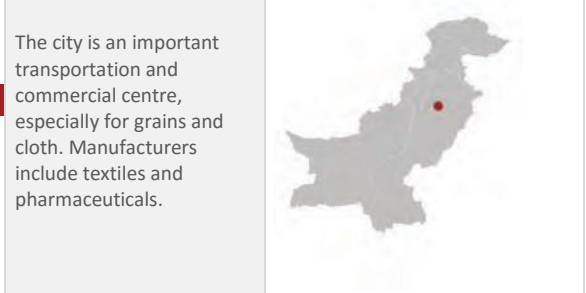 The city is an important
transportation and
commercial centre,
especially for grains and
cloth. Manufacturers
include textiles and
pharmaceuticals.